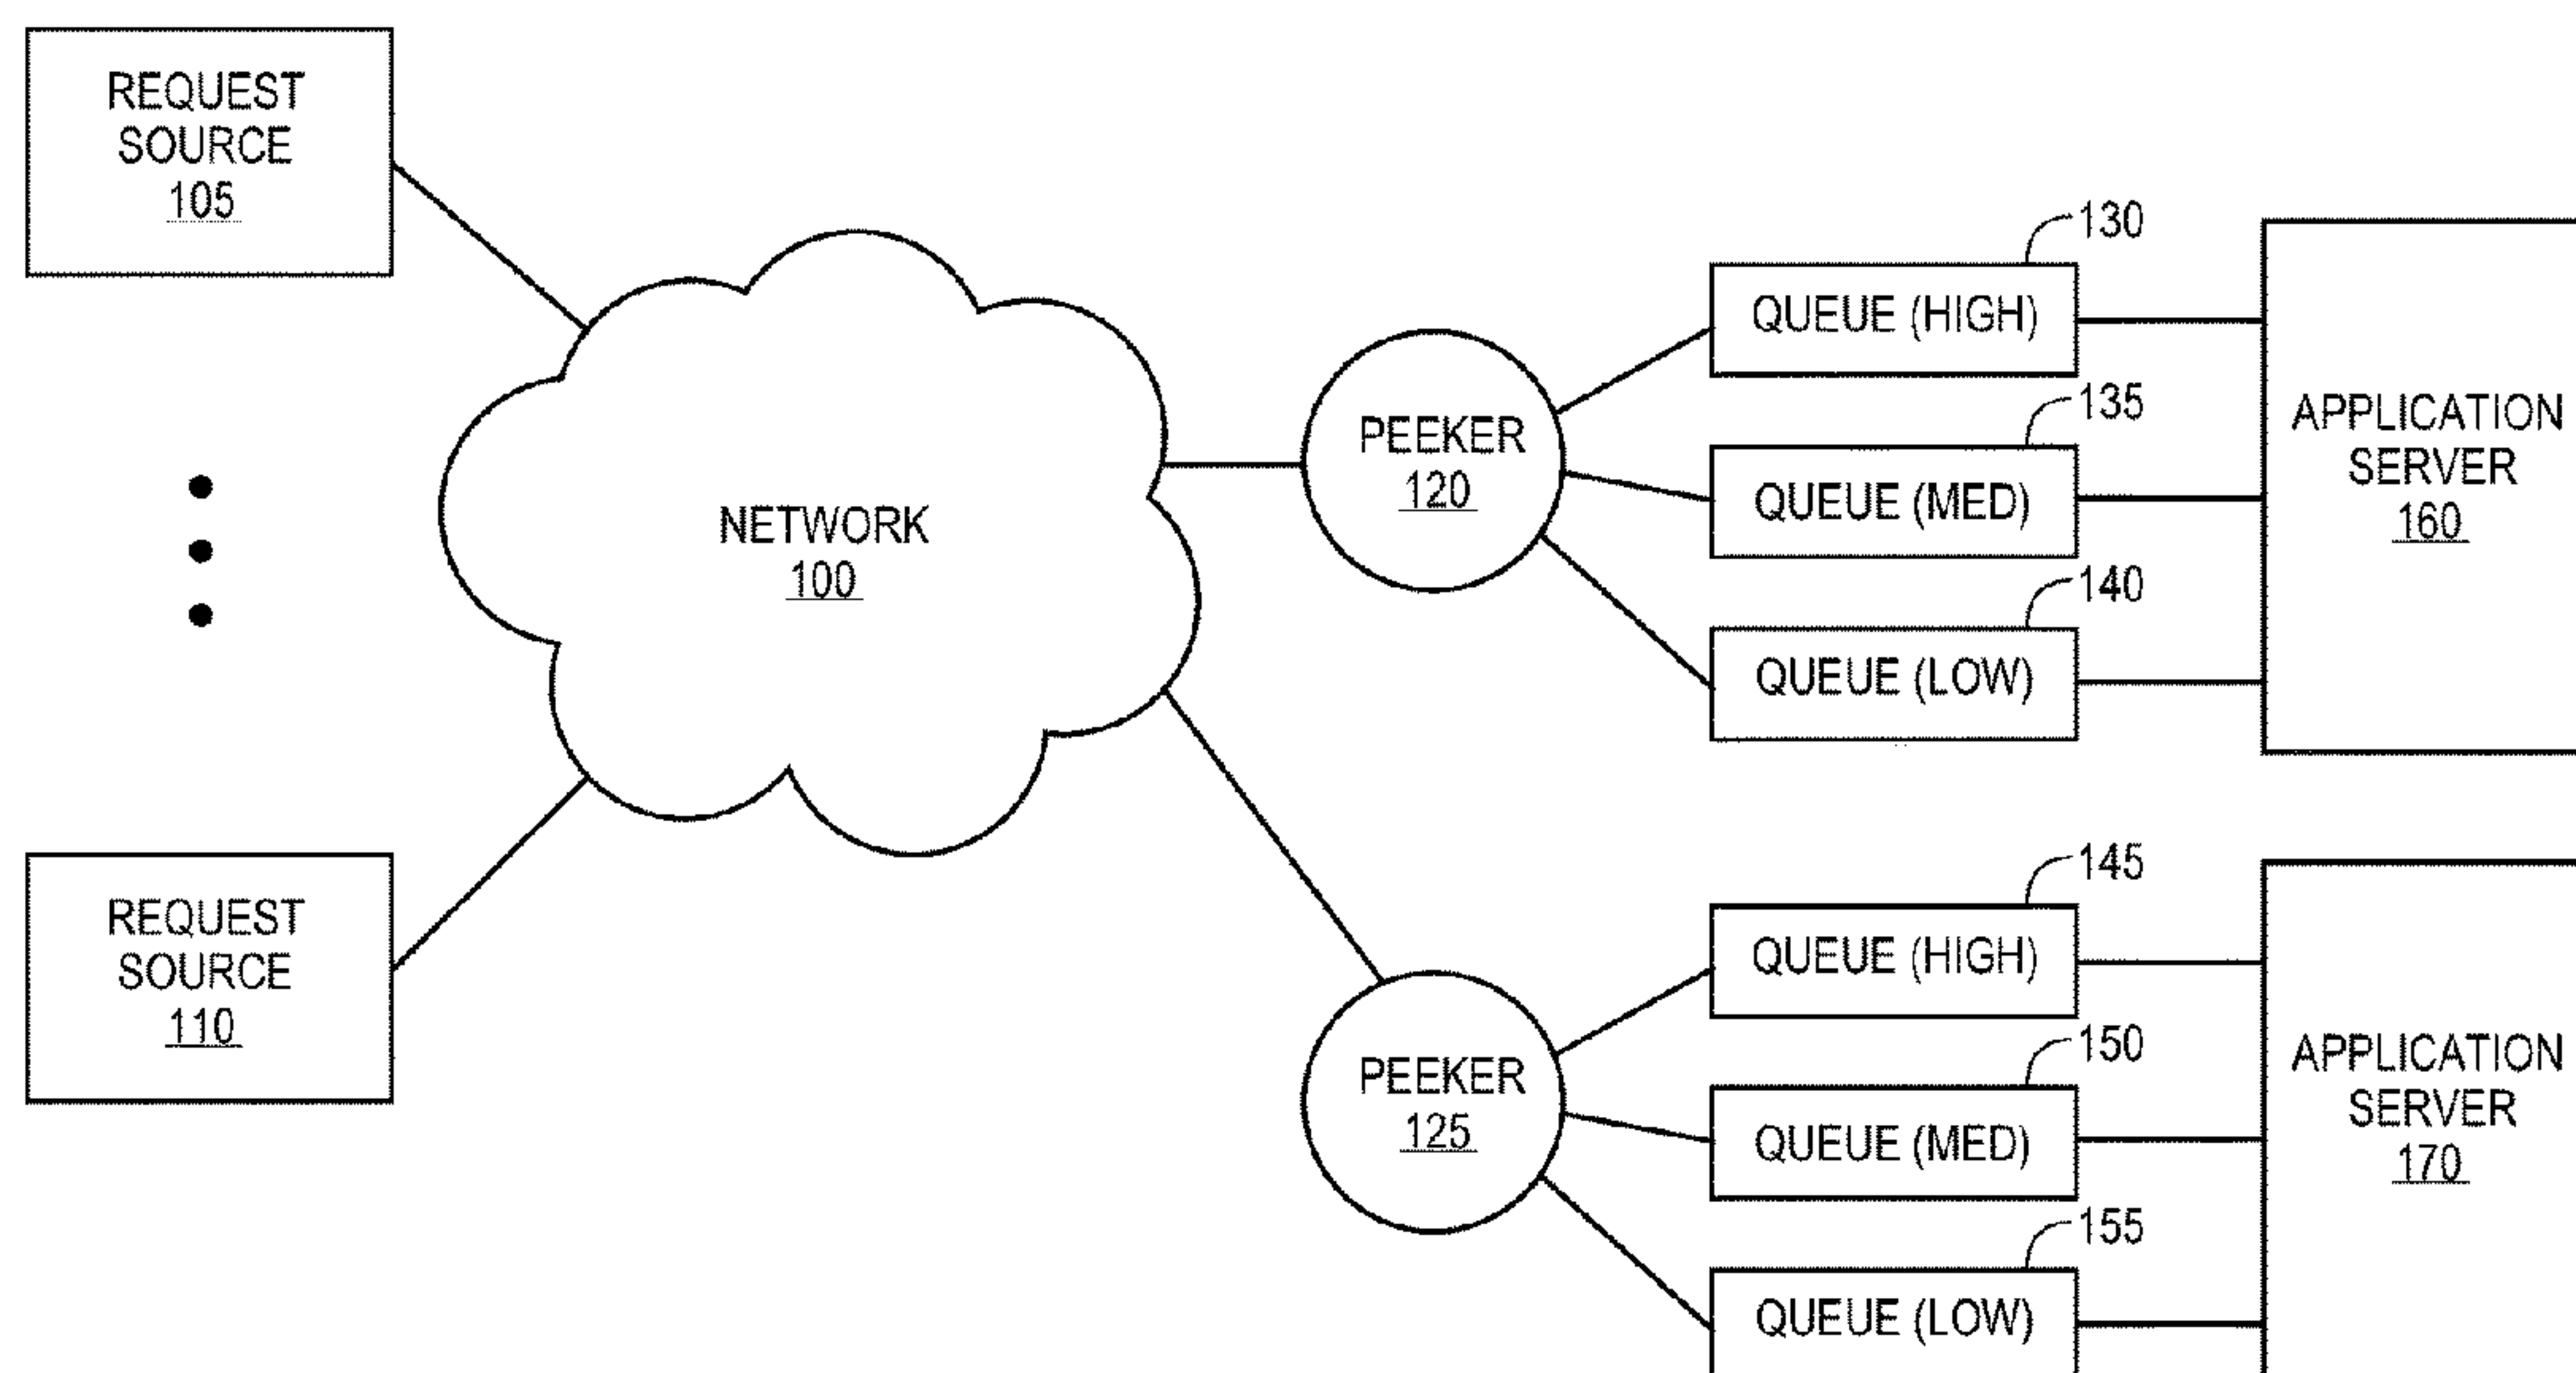 REQUEST
SOURCE
105
NETWORK
100
REQUEST
SOURCE
110
PEEKER
120
130
QUEUE (HIGH)
135
QUEUE (MED)
140
QUEUE (LOW)
APPLICATION
SERVER
160
PEEKER
125
145
QUEUE (HIGH)
150
QUEUE (MED)
155
QUEUE (LOW)
APPLICATION
SERVER
170